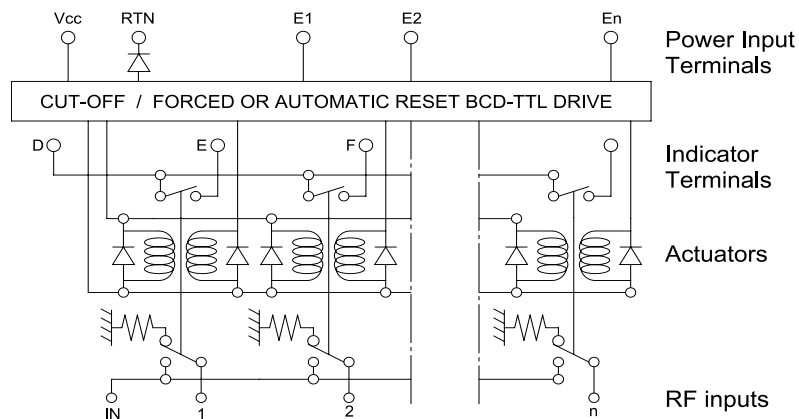 Vcc RTN E1 E2 En
Power Input
Terminals
CUT-OFF / FORCED OR AUTOMATIC RESET BCD-TTL DRIVE
D E F
Indicator
Terminals
Actuators
IN 1 2 n
RF inputs